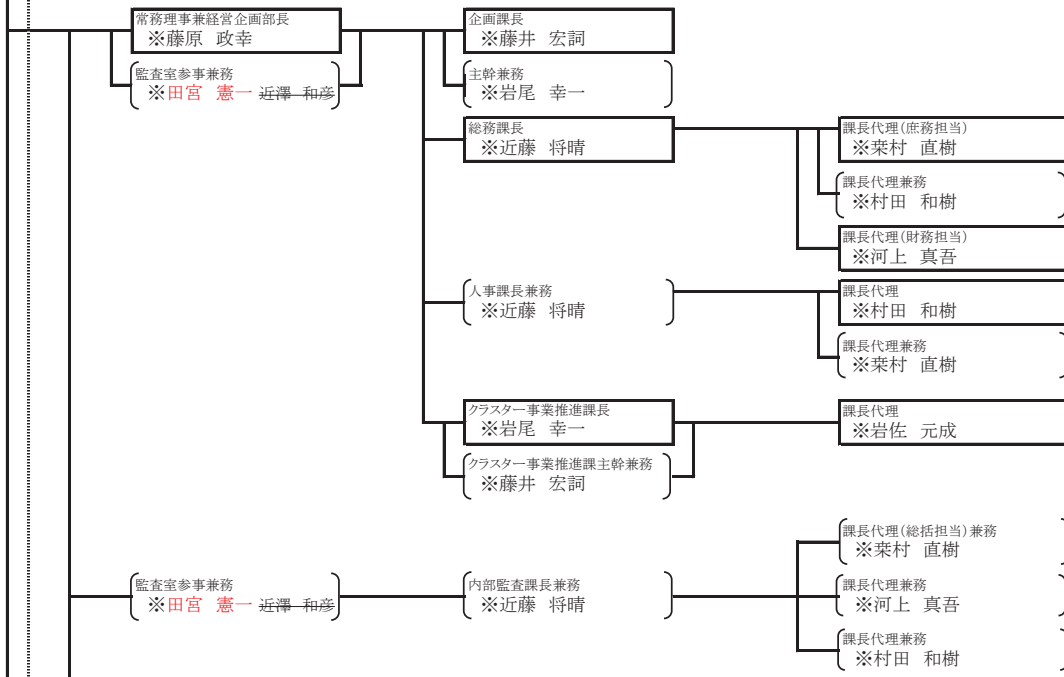 常務理事兼経営企画部長
※藤原 政幸
監査室参事兼務
※田宮 憲一 近澤 和彦
企画課長
※藤井 宏詞
主幹兼務
※岩尾 幸一
総務課長
※近藤 将晴
課長代理(庶務担当)
※桒村 直樹
課長代理兼務
※村田 和樹
課長代理(財務担当)
※河上 真吾
人事課長兼務
※近藤 将晴
課長代理
※村田 和樹
課長代理兼務
※桒村 直樹
クラスター事業推進課長
※岩尾 幸一
クラスター事業推進課主幹兼務
※藤井 宏詞
課長代理
※岩佐 元成
監査室参事兼務
※田宮 憲一 近澤 和彦
内部監査課長兼務
※近藤 将晴
課長代理(総括担当)兼務
※桒村 直樹
課長代理兼務
※河上 真吾
課長代理兼務
※村田 和樹